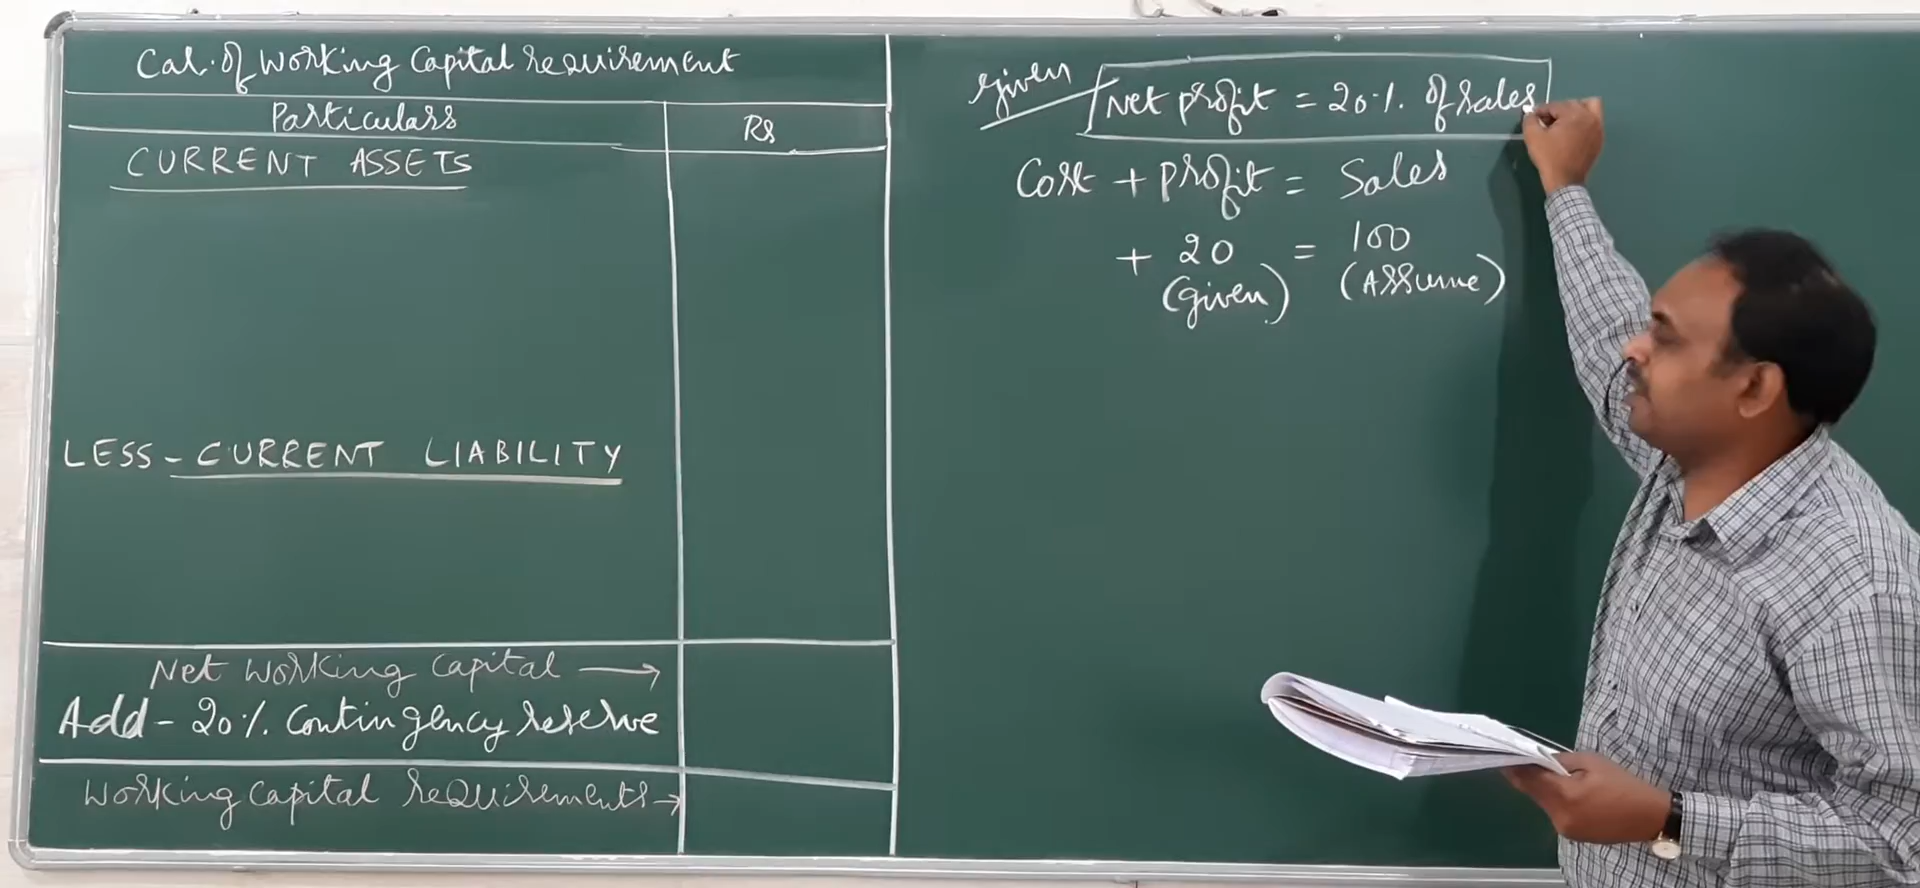 Cal. Of Working Capital requirement
Particulars
Rs
CURRENT ASSETS
LESS - CURRENT LIABILITY
Net Working Capital →
Add - 20% Contingency reserve
Working Capital requirements →
given
Net profit = 20%. Of Sales
Cost + profit = Sales
+ 20 = 100
(given) (Assume)